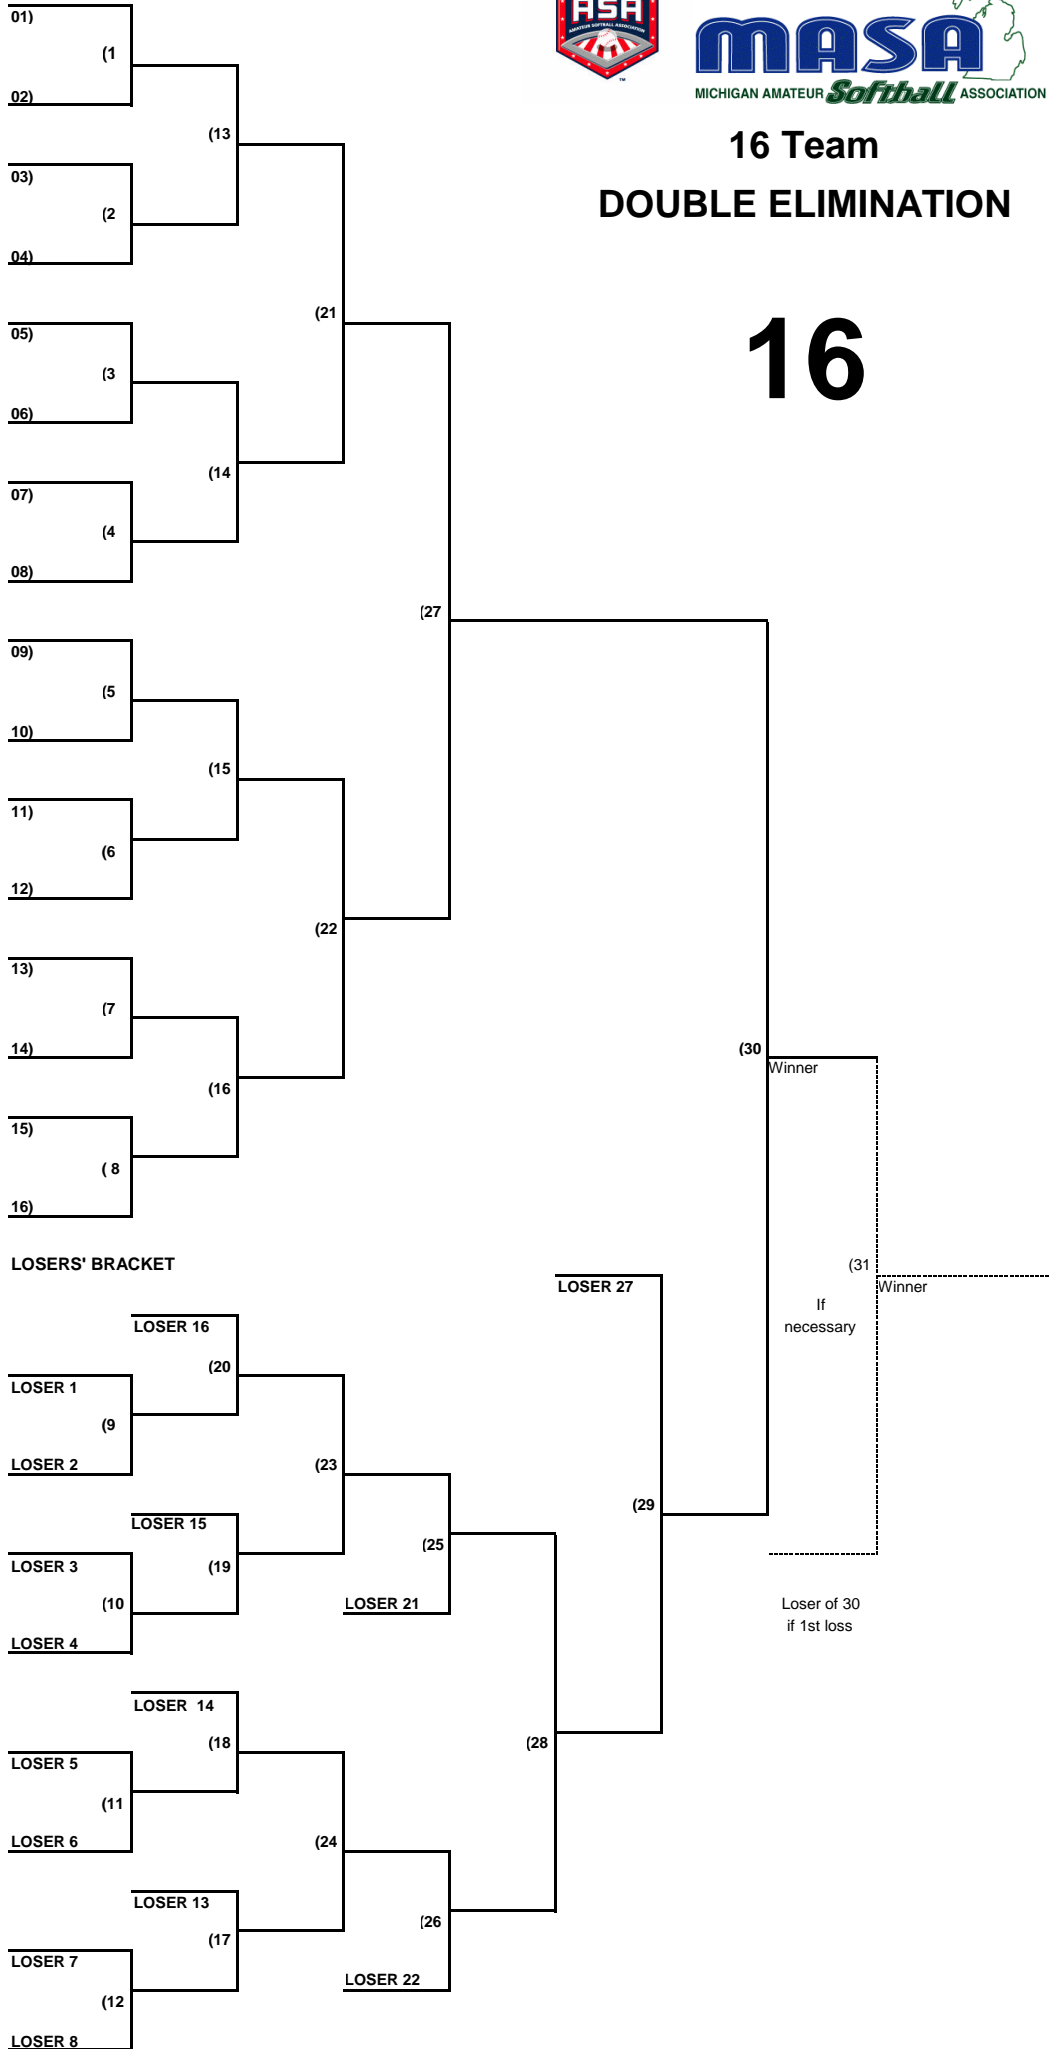 ASA
AMATEUR SOFTBALL ASSOCIATION
TM
MASA
MICHIGAN AMATEUR Softball ASSOCIATION
16 Team
DOUBLE ELIMINATION
16
01)
(1
02)
(13
03)
(2
04)
(21
05)
(3
06)
(14
07)
(4
08)
(27
09)
(5
10)
(15
11)
(6
12)
(22
13)
(7
14)
(30
Winner
(16
15)
( 8
16)
LOSERS' BRACKET
(31
LOSER 27
Winner
If
necessary
LOSER 16
(20
LOSER 1
(9
LOSER 2
(23
(29
LOSER 15
(25
LOSER 3
(19
(10
LOSER 21
Loser of 30
if 1st loss
LOSER 4
LOSER 14
(18
(28
LOSER 5
(11
LOSER 6
(24
LOSER 13
(26
(17
LOSER 7
LOSER 22
(12
LOSER 8